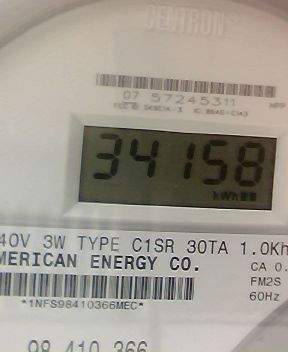 CENTRON
07 57245311
34158
kWh
40V 3W TYPE C1SR 30TA 1.0Kh
MERICAN ENERGY CO.
CA 0.
FM2S
60Hz
*1NFS98410366MEC*
98 410 366